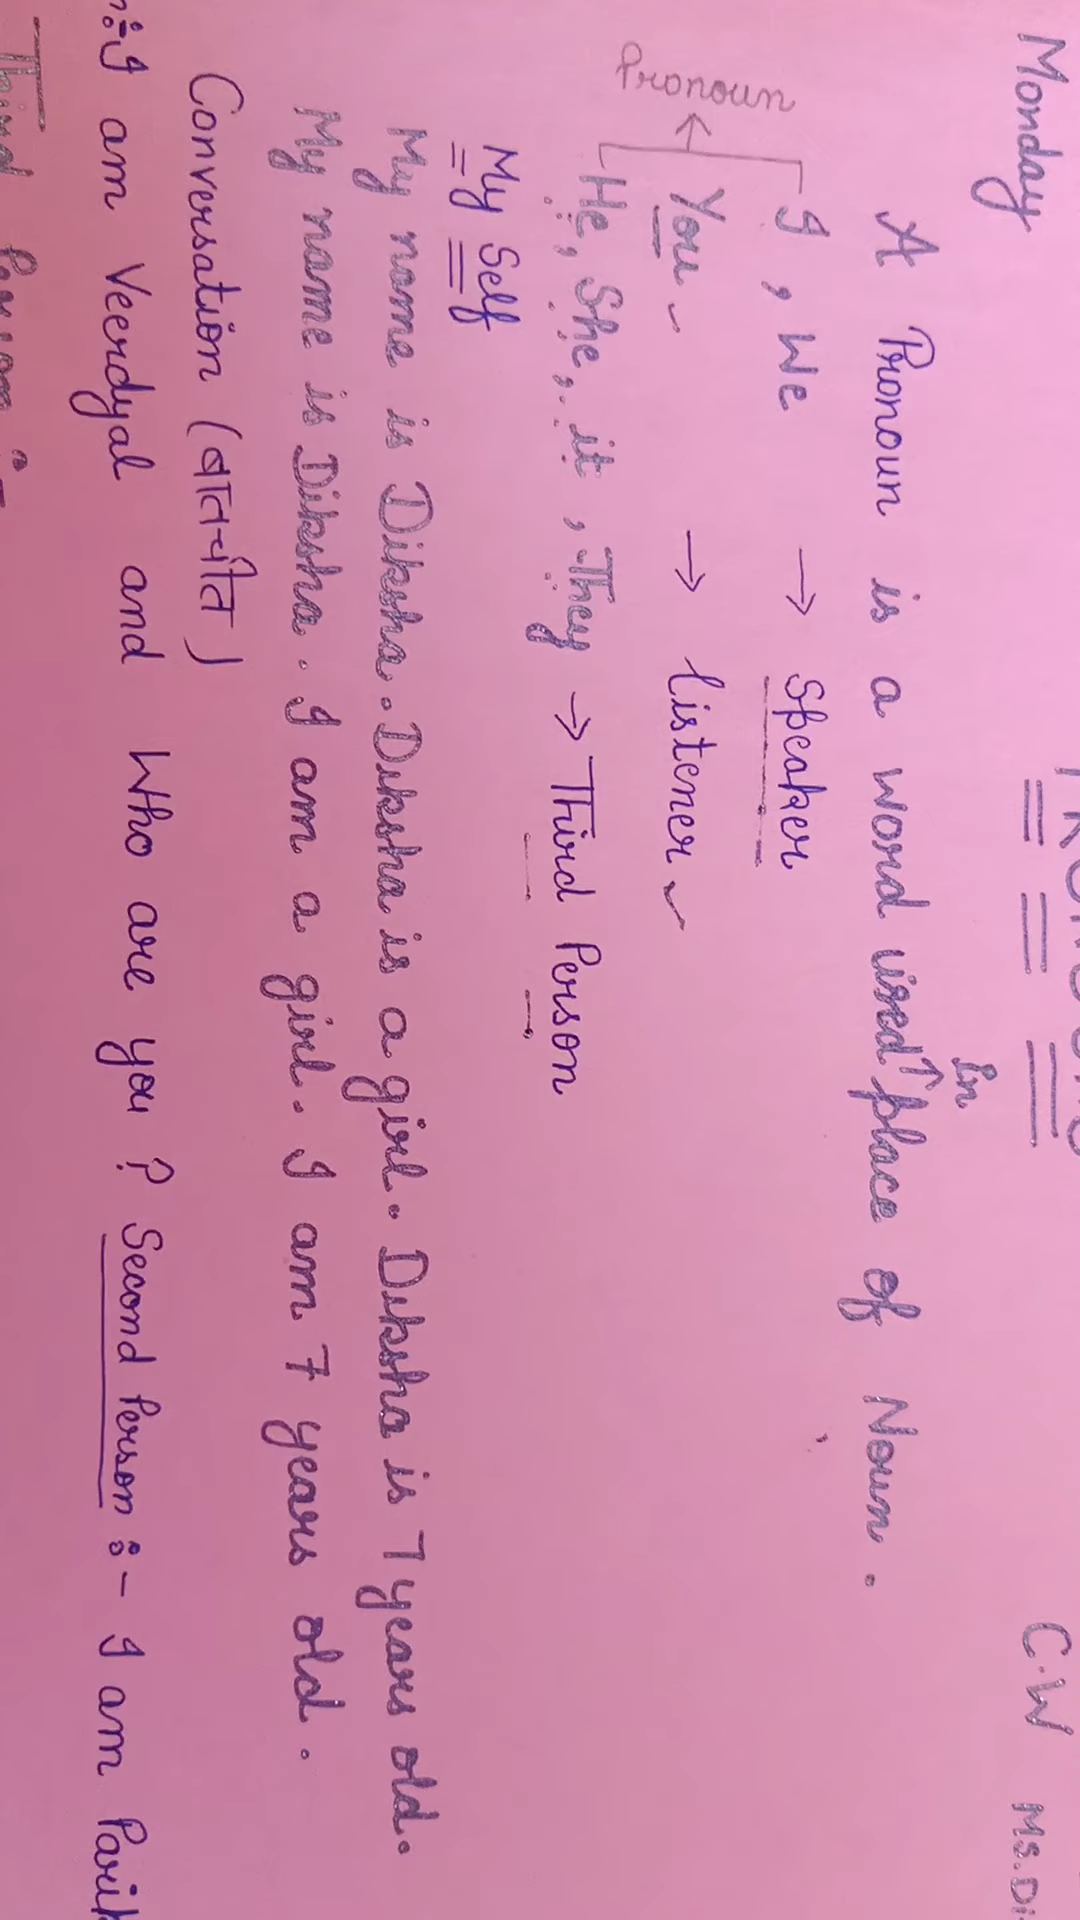 Monday C.W
A Pronoun is a word used place of Noun.
In
Pronoun
I, We → Speaker
You → listener
He, She, it, They → Third Person
My Self
My name is Diksha. Diksha is a girl. Diksha is 7 years old.
My name is Diksha. I am a girl. I am 7 years old.
Conversation (बातचीत)
I am Veerdyal and Who are you? Second Person :- I am
Third Person :-